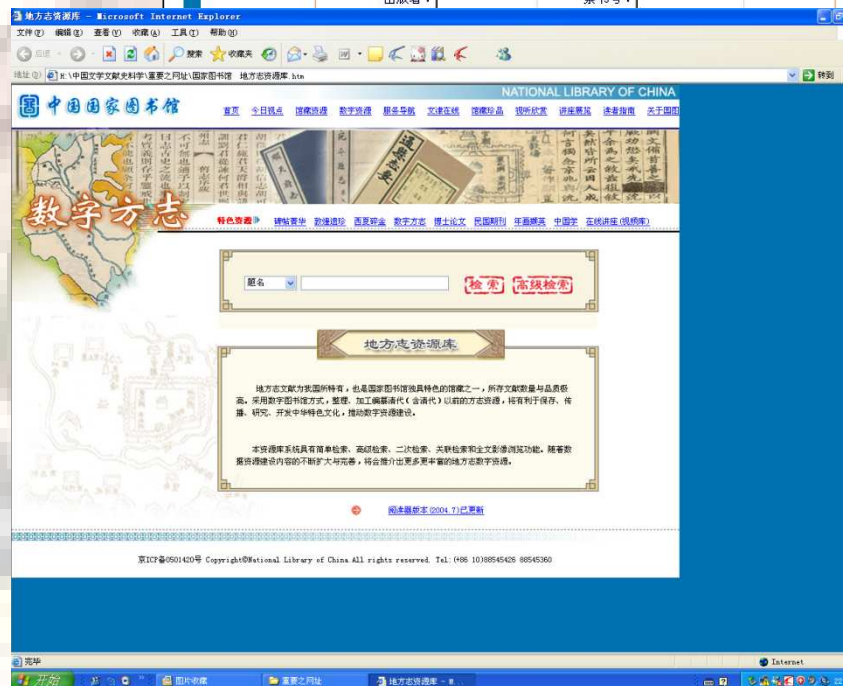 出版者：
索书号：
地方志资源库 - Microsoft Internet Explorer
文件(F) 编辑(E) 查看(V) 收藏(A) 工具(T) 帮助(H)
后退 搜索 收藏夹
地址(D) H:\中国文学文献史科学\重要之网址\国家图书馆 地方志资源库.htm 转到
NATIONAL LIBRARY OF CHINA
中国国家图书馆
首页 今日视点 馆藏资源 数字资源 服务导航 文津在线 馆藏珍品 视听欣赏 讲座展览 读者指南 关于国图
数字方志
特色资源 碑帖菁华 敦煌遗珍 西夏碎金 数字方志 博士论文 民国期刊 年画撷英 中国学 在线讲座(视频库)
题名 检索 高级检索
地方志资源库
地方志文献为我国所特有，也是国家图书馆独具特色的馆藏之一，所存文献数量与品质极
高。采用数字图书馆方式，整理、加工编纂清代（含清代）以前的方志资源，将有利于保存、传
播、研究、开发中华特色文化，推动数字资源建设。
本资源库系统具有简单检索、高级检索、二次检索、关联检索和全文影像浏览功能。随着数
据资源建设内容的不断扩大与完善，将会推介出更多更丰富的地方志数字资源。
阅读器版本(2004.7)已更新
京ICP备0501420号 Copyright©National Library of China All rights reserved. Tel:(+86 10)88545426 88545360
完毕 Internet
开始 图片收藏 重要之网址 地方志资源库 - M...